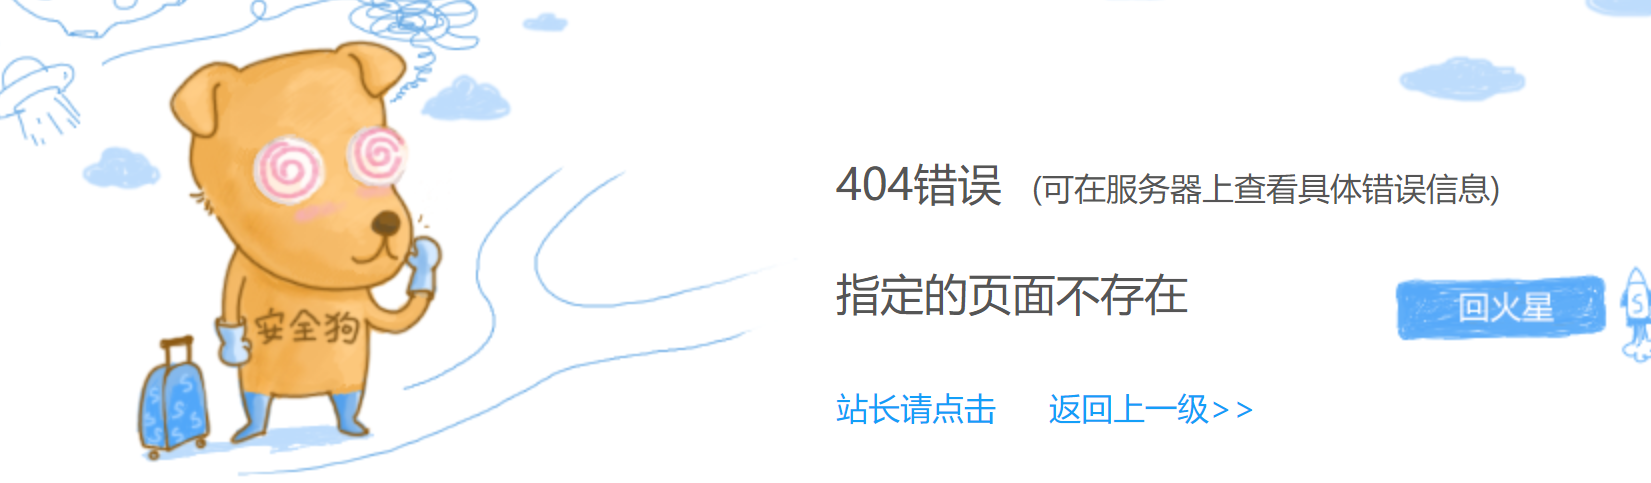 404错误 (可在服务器上查看具体错误信息)
指定的页面不存在
回火星
安全狗
站长请点击 返回上一级>>